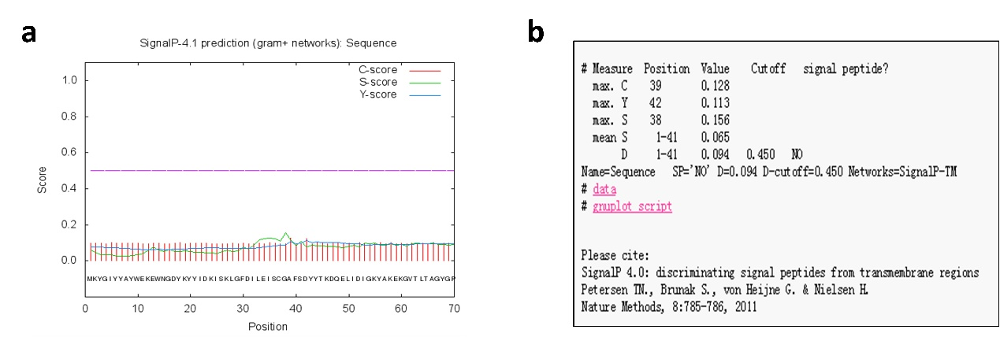 a
SignalP-4.1 prediction (gram+ networks): Sequence
C-score
S-score
Y-score
1.0
0.8
0.6
0.4
0.2
0.0
Score
MKYGIYYAYWEKEWNGDYKYYIDKISKLGFDILEISCGAFSDYYTKDQELIDIGKYAKEKGVTLTAGYGP
0 10 20 30 40 50 60 70
Position
b
# Measure Position Value Cutoff signal peptide?
max. C 39 0.128
max. Y 42 0.113
max. S 38 0.156
mean S 1-41 0.065
D 1-41 0.094 0.450 NO
Name=Sequence SP='NO' D=0.094 D-cutoff=0.450 Networks=SignalP-TM
# data
# gnuplot script
Please cite:
SignalP 4.0: discriminating signal peptides from transmembrane regions
Petersen TN., Brunak S., von Heijne G. & Nielsen H.
Nature Methods, 8:785-786, 2011